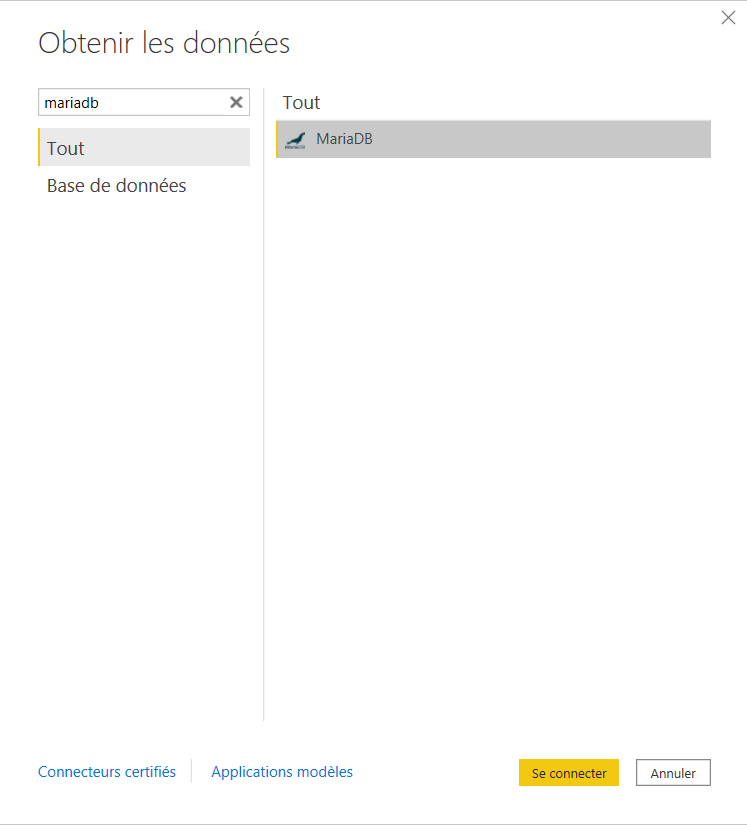 Obtenir les données
mariadb
Tout
Base de données
Tout
MariaDB
Connecteurs certifiés
Applications modèles
Se connecter
Annuler